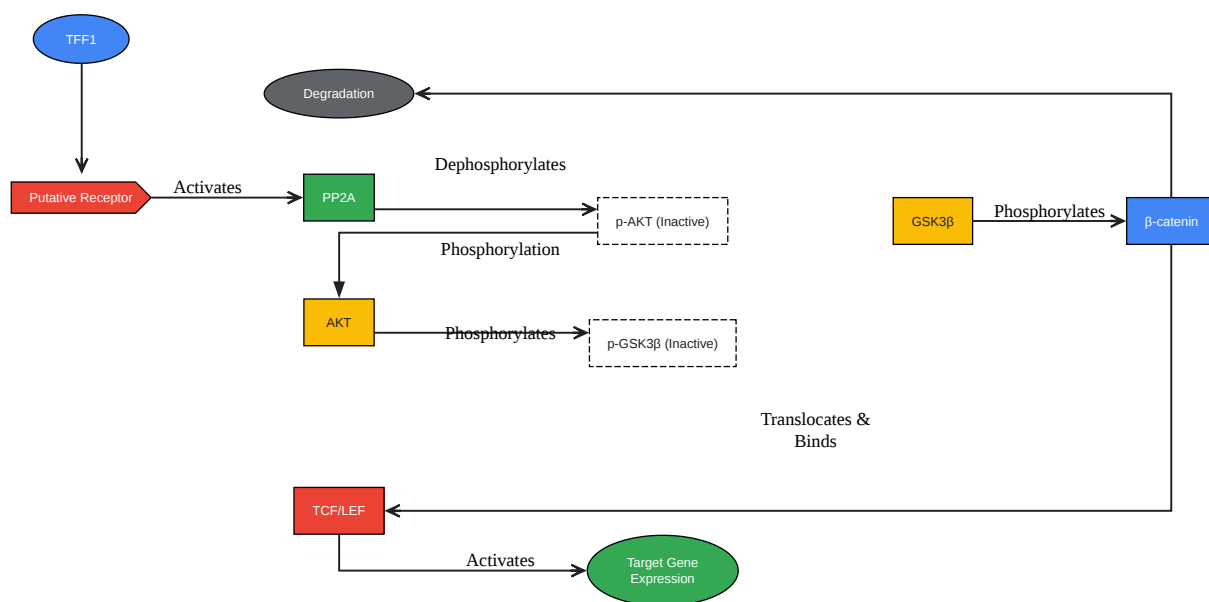 TFF1
Degradation
Dephosphorylates
Putative Receptor
Activates
PP2A
p-AKT (Inactive)
GSK3β
Phosphorylates
β-catenin
Phosphorylation
AKT
Phosphorylates
p-GSK3β (Inactive)
Translocates &
Binds
TCF/LEF
Activates
Target Gene
Expression